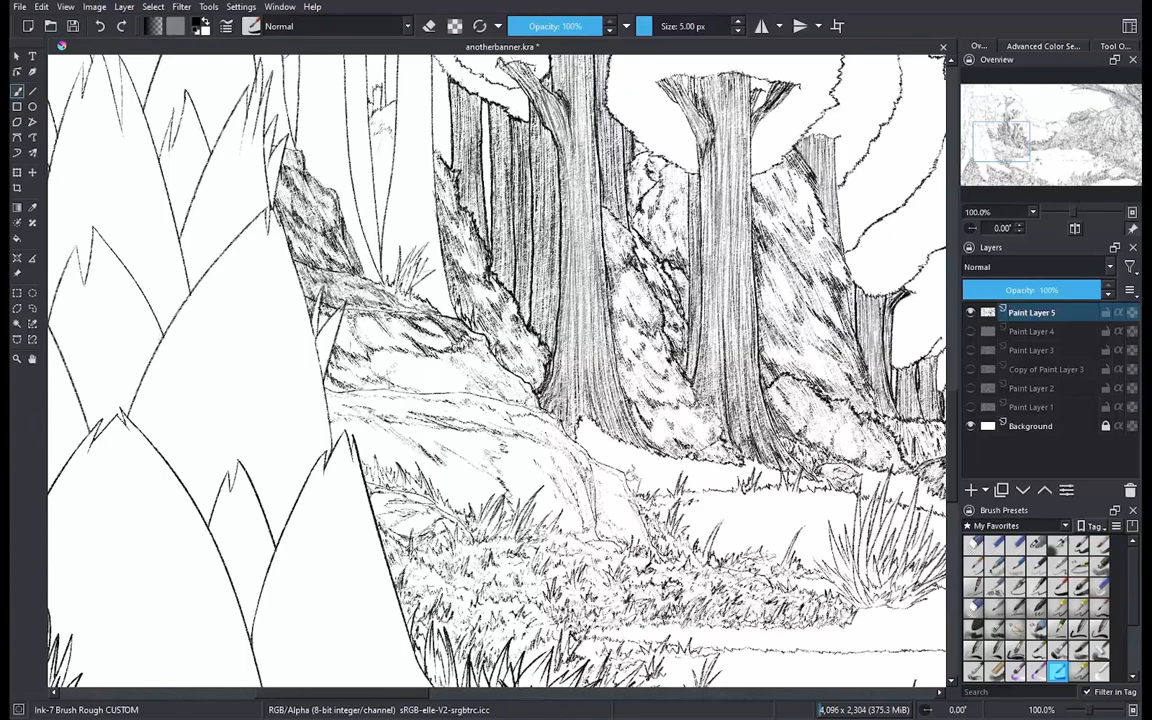 File Edit View Image Layer Select Filter Tools Settings Window Help
Normal Opacity: 100% Size: 5.00 px
anotherbanner.kra *
Ov... Advanced Color Se... Tool O...
Overview
100.0%
0.00°
Layers
Normal
Opacity: 100%
Paint Layer 5
Paint Layer 4
Paint Layer 3
Copy of Paint Layer 3
Paint Layer 2
Paint Layer 1
Background
Brush Presets
My Favorites Tag
Search Filter in Tag
Ink-7 Brush Rough CUSTOM RGB/Alpha (8-bit integer/channel) sRGB-elle-V2-srgbtrc.icc 4,096 x 2,304 (375.3 MiB) 0.00° 100.0%